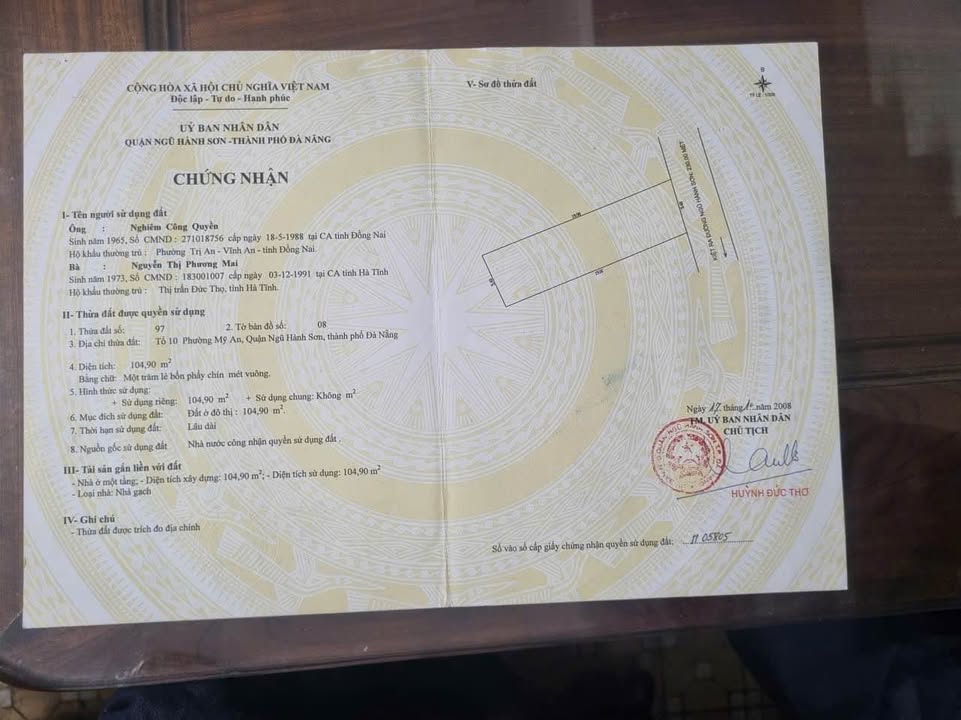 CỘNG HÒA XÃ HỘI CHỦ NGHĨA VIỆT NAM
Độc lập - Tự do - Hạnh phúc
UỶ BAN NHÂN DÂN
QUẬN NGŨ HÀNH SƠN -THÀNH PHỐ ĐÀ NẴNG
CHỨNG NHẬN
I- Tên người sử dụng đất
Ông : Nghiêm Công Quyền
Sinh năm 1965, Số CMND : 271018756 cấp ngày 18-5-1988 tại CA tỉnh Đồng Nai
Hộ khẩu thường trú : Phường Trị An - Vĩnh An - tỉnh Đồng Nai.
Bà : Nguyễn Thị Phương Mai
Sinh năm 1973, Số CMND : 183001007 cấp ngày 03-12-1991 tại CA tỉnh Hà Tĩnh
Hộ khẩu thường trú : Thị trấn Đức Thọ, tỉnh Hà Tĩnh.
II- Thửa đất được quyền sử dụng
1. Thửa đất số: 97 2. Tờ bản đồ số: 08
3. Địa chỉ thửa đất: Tổ 10 Phường Mỹ An, Quận Ngũ Hành Sơn, thành phố Đà Nẵng
4. Diện tích: 104,90 m²
Bằng chữ: Một trăm lẻ bốn phẩy chín mét vuông.
5. Hình thức sử dụng:
+ Sử dụng riêng: 104,90 m² + Sử dụng chung: Không m²
6. Mục đích sử dụng đất: Đất ở đô thị : 104,90 m².
7. Thời hạn sử dụng đất: Lâu dài
8. Nguồn gốc sử dụng đất Nhà nước công nhận quyền sử dụng đất .
III- Tài sản gắn liền với đất
- Nhà ở một tầng; - Diện tích xây dựng: 104,90 m²; - Diện tích sử dụng: 104,90 m²
- Loại nhà: Nhà gạch
IV- Ghi chú
- Thửa đất được trích đo địa chính
V- Sơ đồ thửa đất
B
KIỆT AN DƯƠNG NGŨ HÀNH SƠN
Ngày 17 tháng năm 2008
TM. UỶ BAN NHÂN DÂN
CHỦ TỊCH
HUỲNH ĐỨC THƠ
Số vào sổ cấp giấy chứng nhận quyền sử dụng đất: 05805